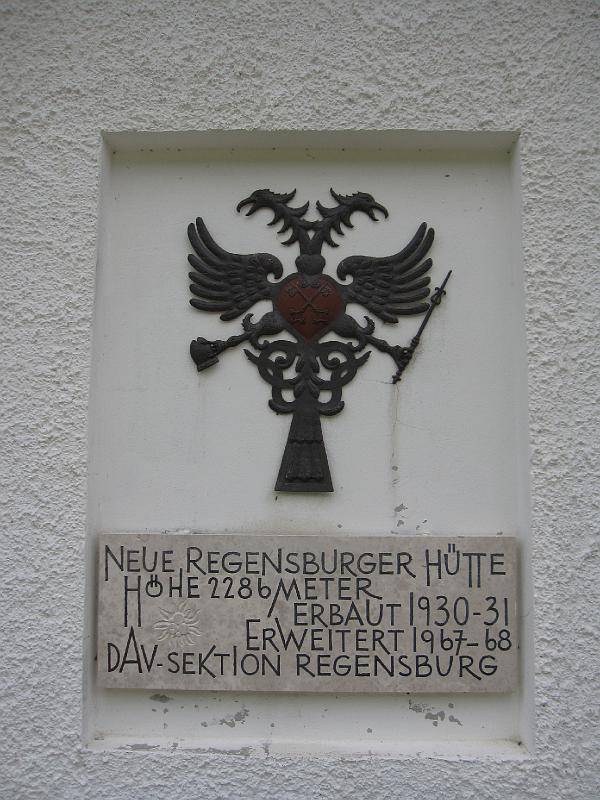 NEUE REGENSBURGER HÜTTE
HÖHE 2286 METER
ERBAUT 1930-31
ERWEITERT 1967-68
DAV-SEKTION REGENSBURG